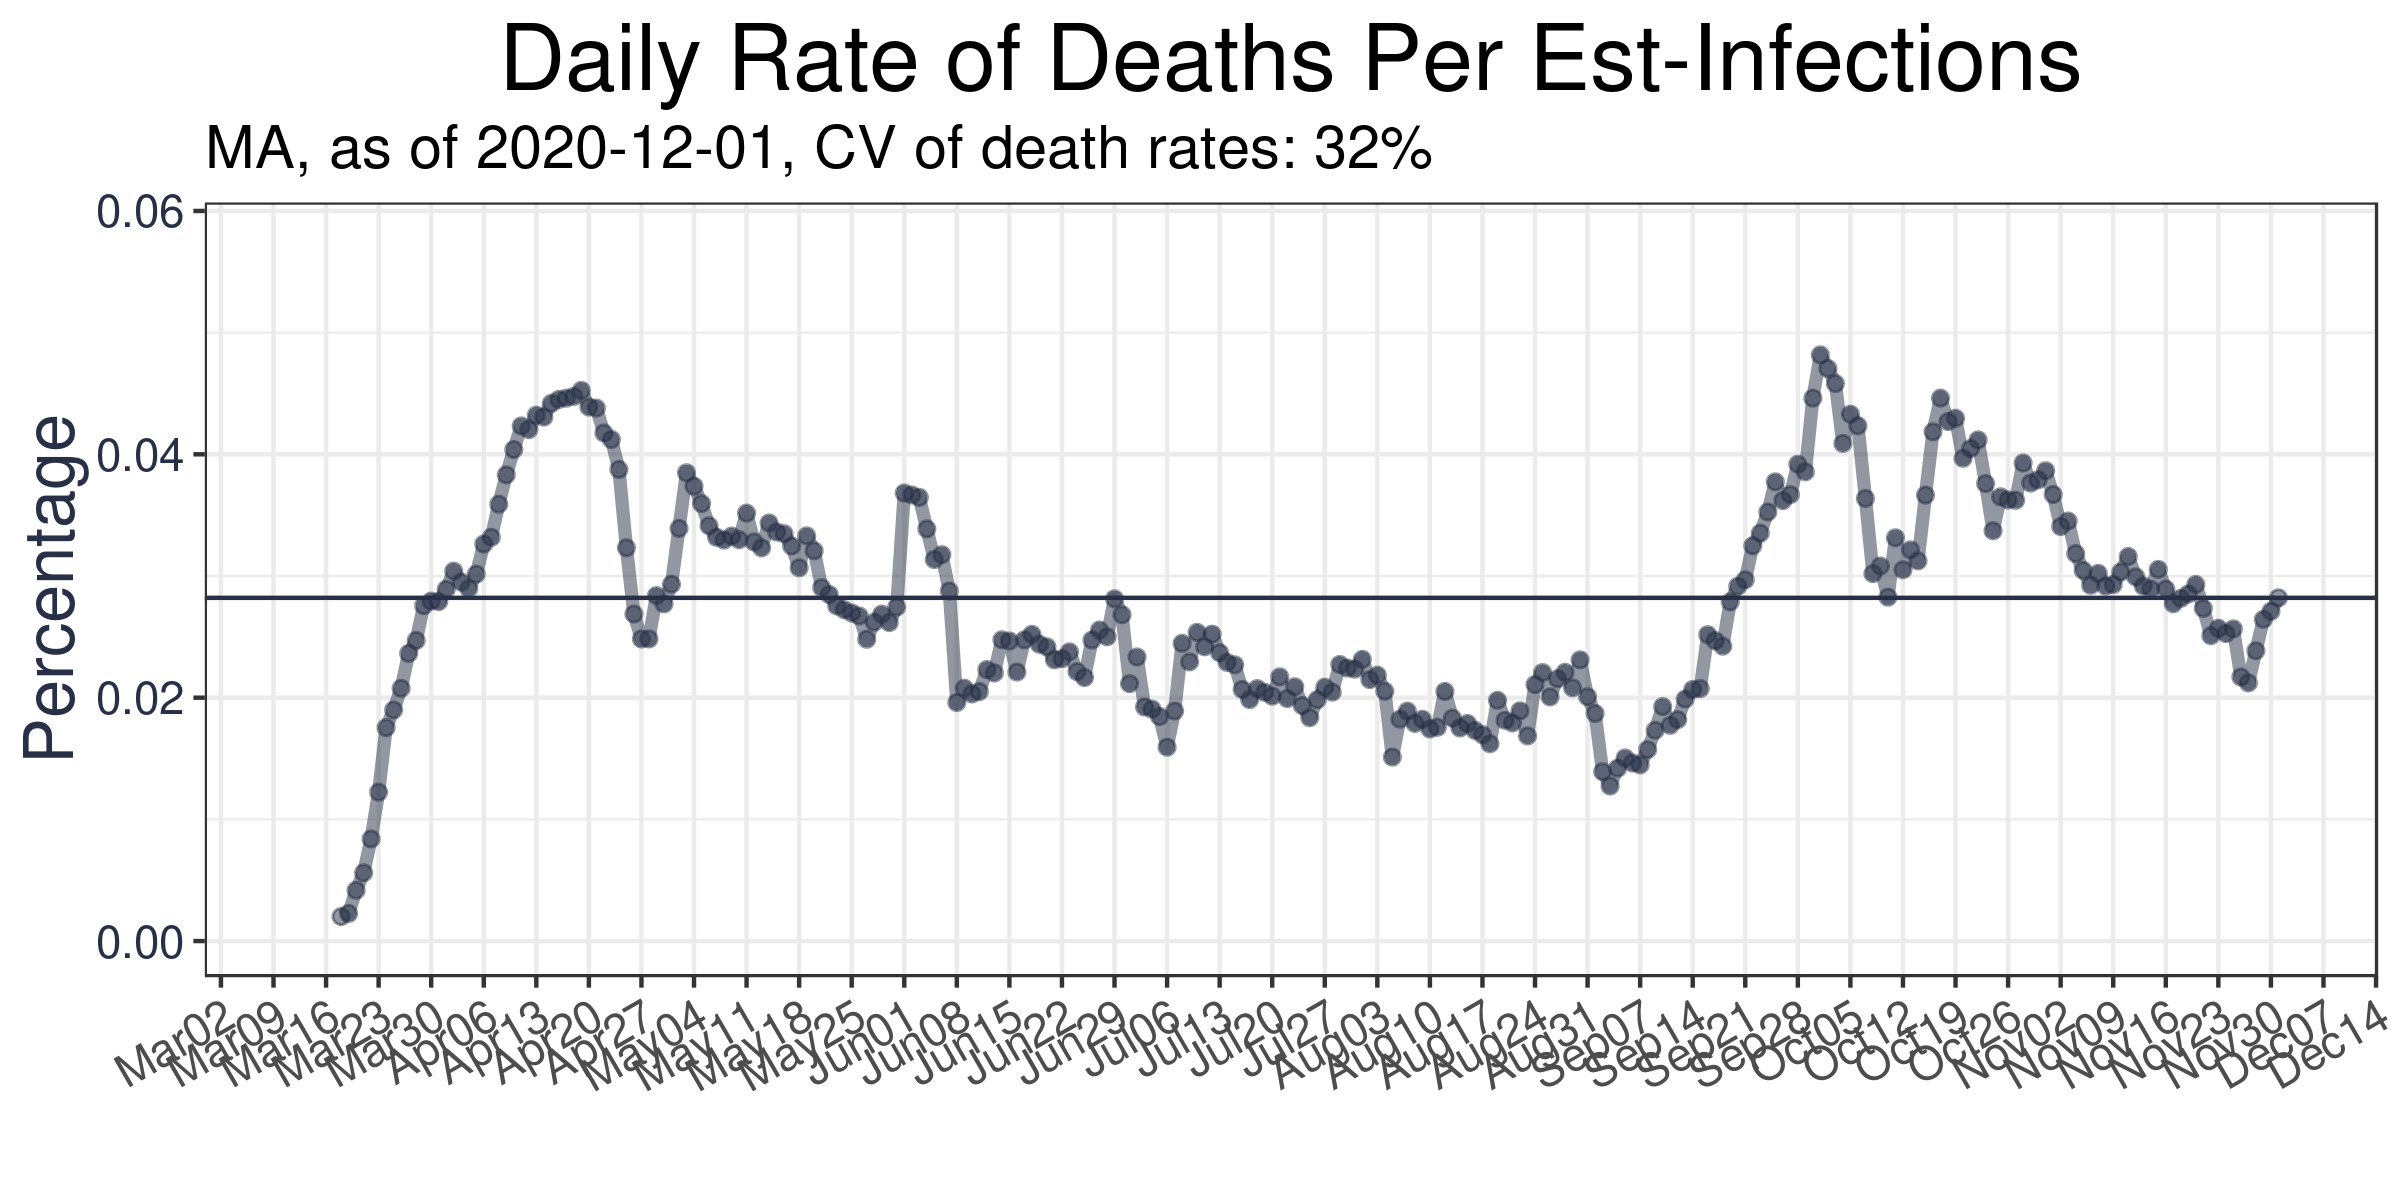 Daily Rate of Deaths Per Est-Infections
MA, as of 2020-12-01, CV of death rates: 32%
Percentage
0.06
0.04
0.02
0.00
Mar02
Mar09
Mar16
Mar23
Mar30
Apr06
Apr13
Apr20
Apr27
May04
May11
May18
May25
Jun01
Jun08
Jun15
Jun22
Jun29
Jul06
Jul13
Jul20
Jul27
Aug03
Aug10
Aug17
Aug24
Aug31
Sep07
Sep14
Sep21
Sep28
Oct05
Oct12
Oct19
Oct26
Nov02
Nov09
Nov16
Nov23
Nov30
Dec07
Dec14